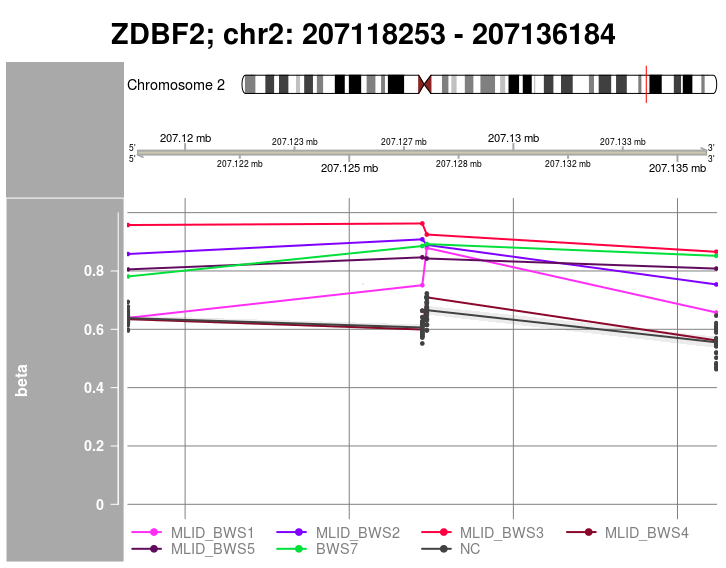 ZDBF2; chr2: 207118253 - 207136184
Chromosome 2
207.12 mb 207.123 mb 207.127 mb 207.13 mb 207.133 mb
5' 3'
5' 3'
207.122 mb 207.125 mb 207.128 mb 207.132 mb 207.135 mb
beta
0.8
0.6
0.4
0.2
0
MLID_BWS1 MLID_BWS2 MLID_BWS3 MLID_BWS4
MLID_BWS5 BWS7 NC